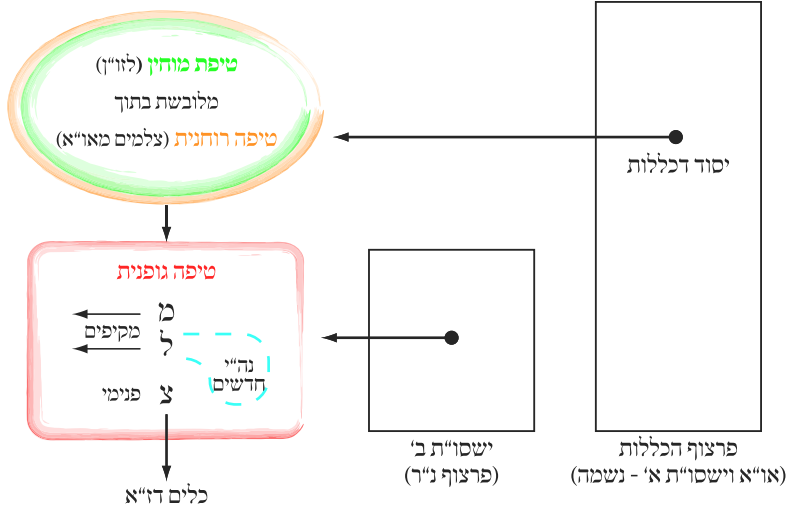 טיפת מוחין (לזו״ן)
מלובשת בתוך
טיפה רוחנית (צלמים מאו״א)
יסוד דכללות
טיפה גופנית
מ
מקיפים
ל
נה״י
חדשים
צ
פנימי
כלים דז״א
ישסו״ת ב׳
(פרצוף נ״ר)
פרצוף הכללות
(או״א וישסו״ת א׳ - נשמה)